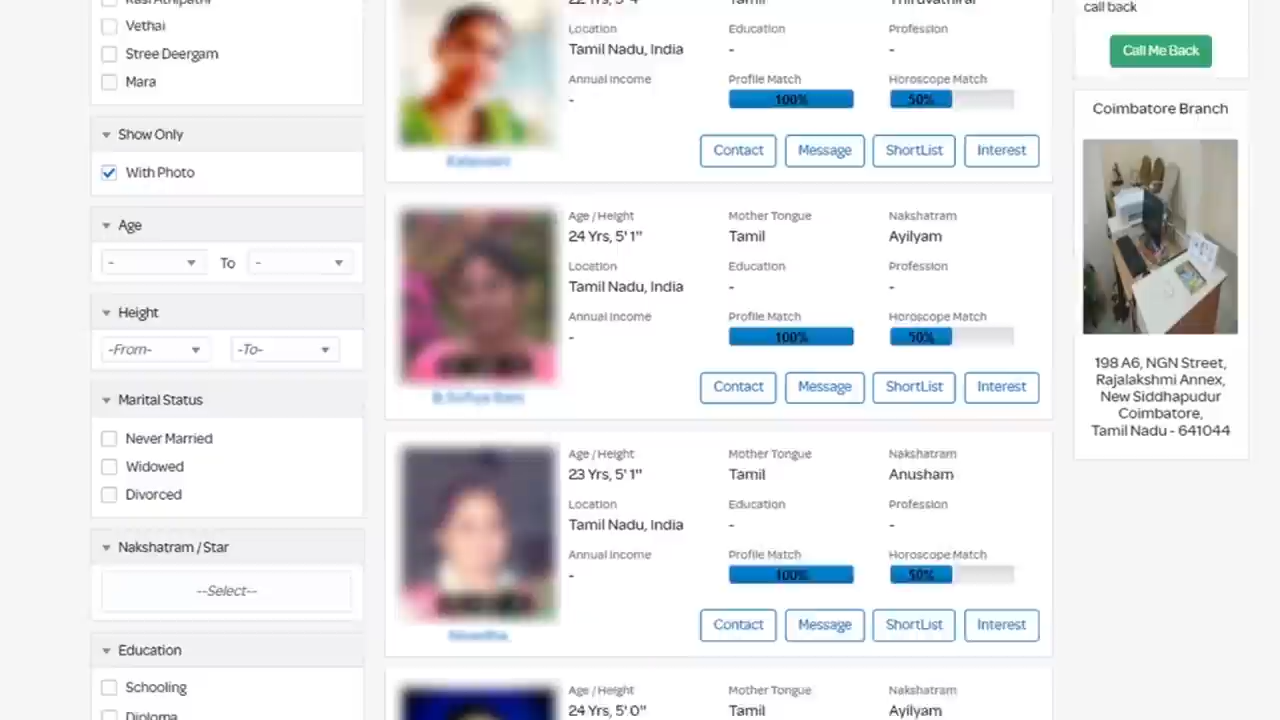 Vethai
Stree Deergam
Mara
Show Only
With Photo
Age
-
To
-
Height
-From-
-To-
Marital Status
Never Married
Widowed
Divorced
Nakshatram / Star
--Select--
Education
Schooling
Diploma
Tamil
Location
Tamil Nadu, India
Education
-
Profession
-
Annual Income
-
Profile Match
100%
Horoscope Match
50%
Contact
Message
ShortList
Interest
Age / Height
24 Yrs, 5' 1"
Mother Tongue
Tamil
Nakshatram
Ayilyam
Location
Tamil Nadu, India
Education
-
Profession
-
Annual Income
-
Profile Match
100%
Horoscope Match
50%
Contact
Message
ShortList
Interest
Age / Height
23 Yrs, 5' 1"
Mother Tongue
Tamil
Nakshatram
Anusham
Location
Tamil Nadu, India
Education
-
Profession
-
Annual Income
-
Profile Match
100%
Horoscope Match
50%
Contact
Message
ShortList
Interest
Age / Height
24 Yrs, 5' 0"
Mother Tongue
Tamil
Nakshatram
Ayilyam
call back
Call Me Back
Coimbatore Branch
198 A6, NGN Street,
Rajalakshmi Annex,
New Siddhapudur
Coimbatore,
Tamil Nadu - 641044